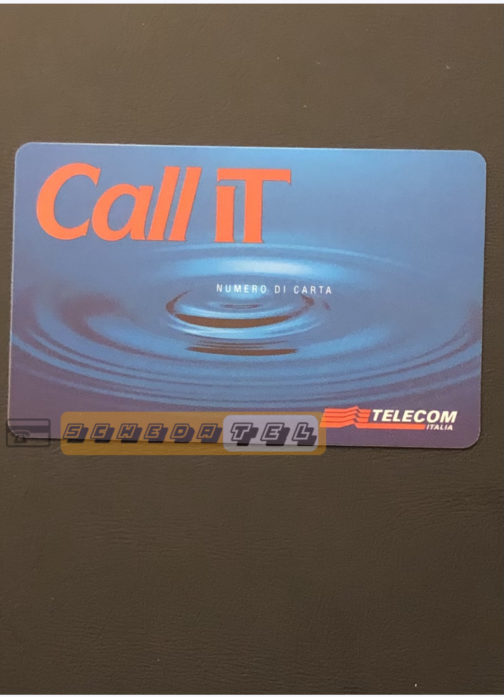 Call iT
NUMERO DI CARTA
TELECOM
ITALIA
SCHEDATEL